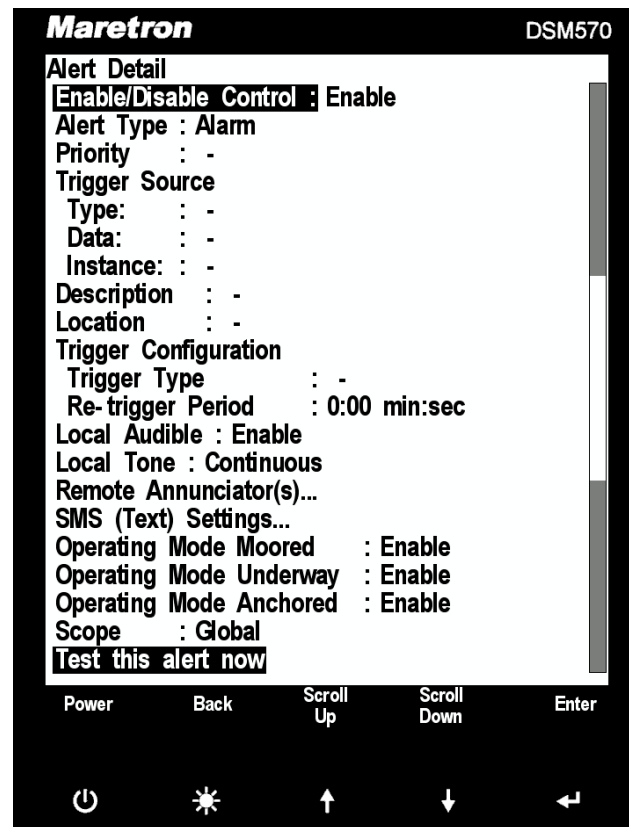 Maretron DSM570
Alert Detail
Enable/Disable Control : Enable
Alert Type : Alarm
Priority : -
Trigger Source
Type: : -
Data: : -
Instance: : -
Description : -
Location : -
Trigger Configuration
Trigger Type : -
Re-trigger Period : 0:00 min:sec
Local Audible : Enable
Local Tone : Continuous
Remote Annunciator(s)...
SMS (Text) Settings...
Operating Mode Moored : Enable
Operating Mode Underway : Enable
Operating Mode Anchored : Enable
Scope : Global
Test this alert now
Power Back Scroll Up Scroll Down Enter